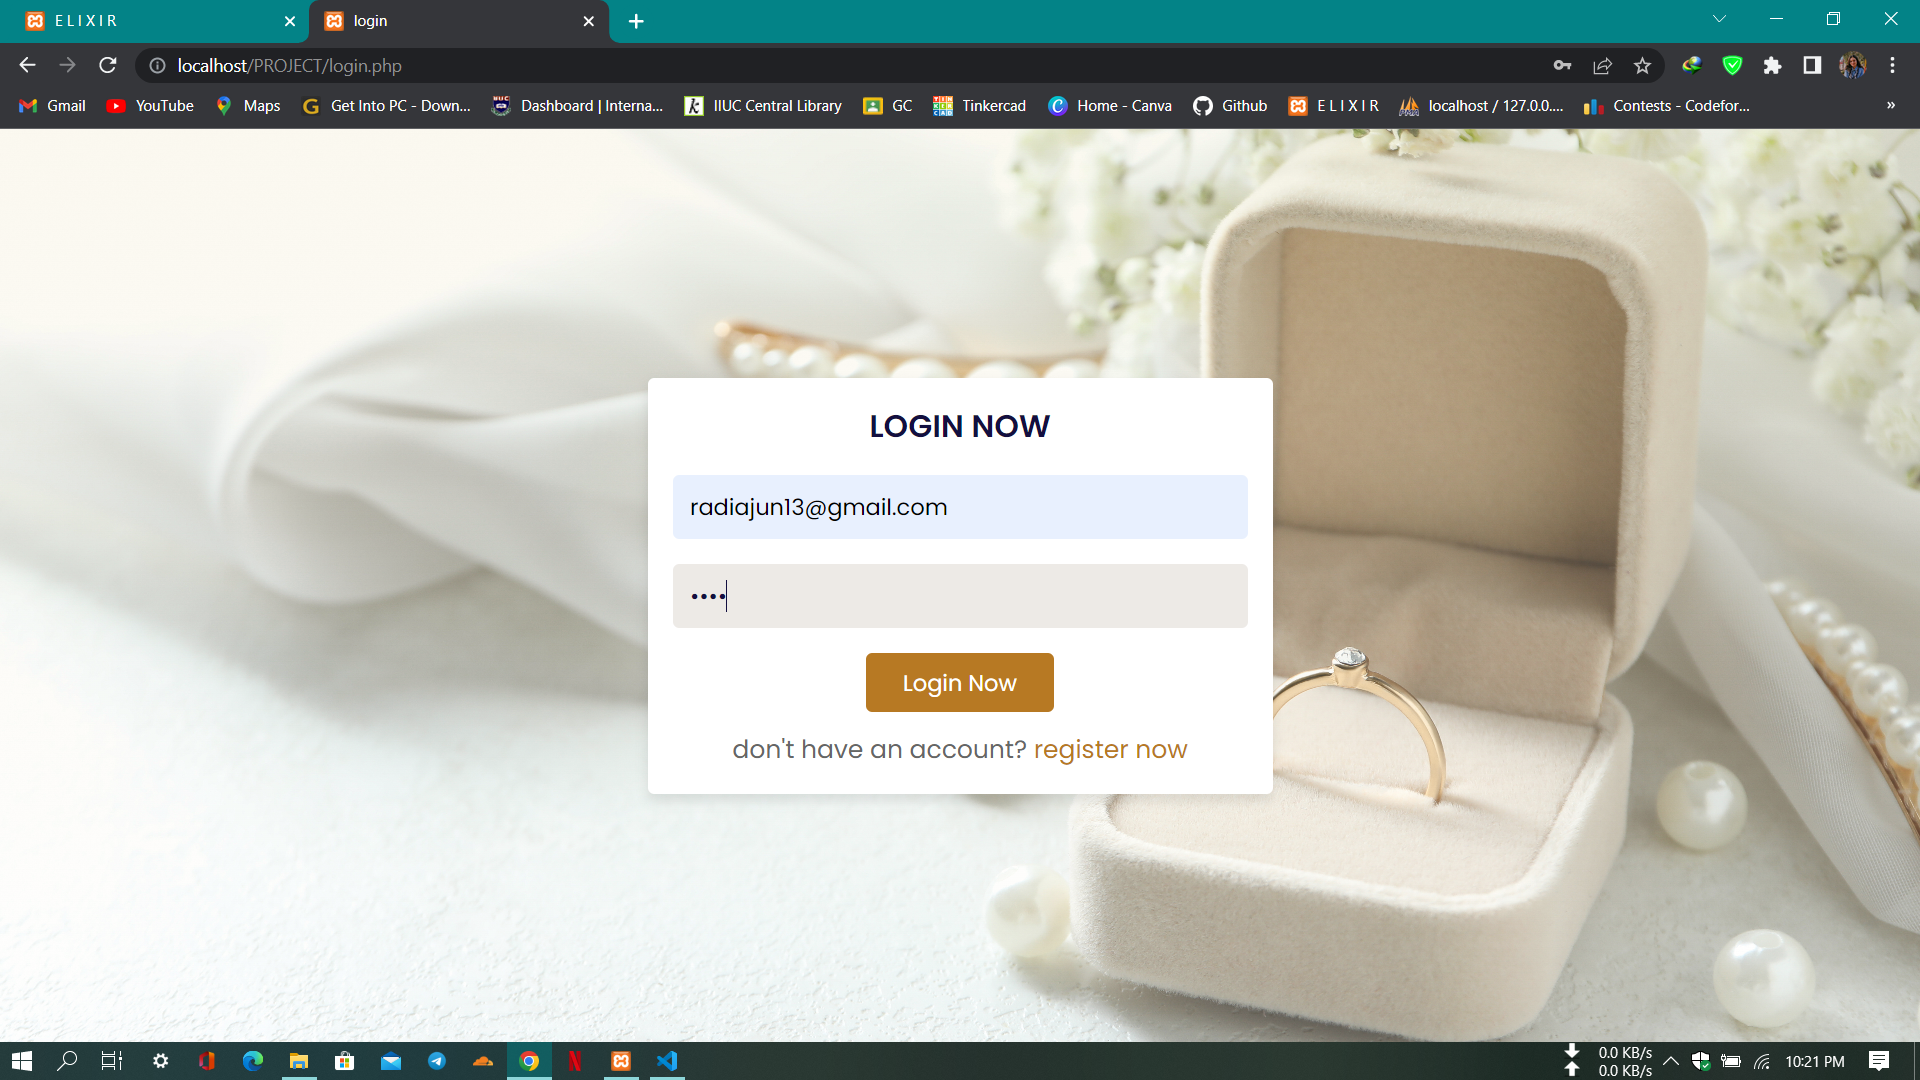 E L I X I R
login
localhost/PROJECT/login.php
Gmail
YouTube
Maps
Get Into PC - Down...
Dashboard | Interna...
IIUC Central Library
GC
Tinkercad
Home - Canva
Github
E L I X I R
localhost / 127.0.0....
Contests - Codefor...
»
LOGIN NOW
radiajun13@gmail.com
••••
Login Now
don't have an account? register now
0.0 KB/s
0.0 KB/s
10:21 PM